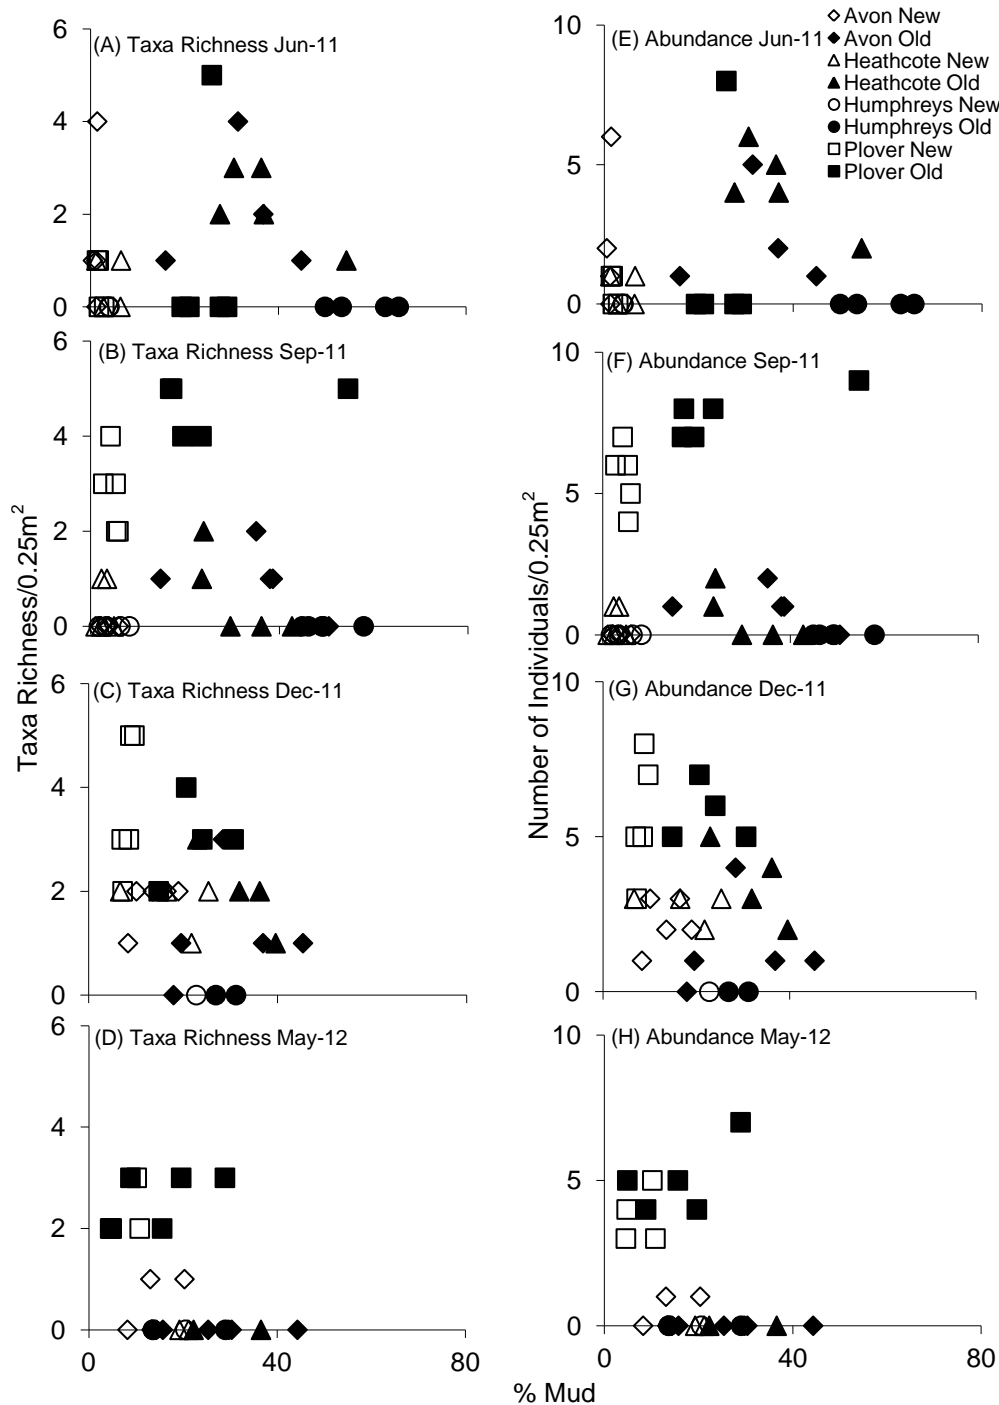 (A) Taxa Richness Jun-11
6
4
2
0
(B) Taxa Richness Sep-11
6
4
2
0
(C) Taxa Richness Dec-11
6
4
2
0
(D) Taxa Richness May-12
6
4
2
0
0
40
80
Taxa Richness/0.25m²
(E) Abundance Jun-11
10
5
0
◇ Avon New
◆ Avon Old
△ Heathcote New
▲ Heathcote Old
○ Humphreys New
● Humphreys Old
□ Plover New
■ Plover Old
(F) Abundance Sep-11
10
5
0
(G) Abundance Dec-11
10
5
0
(H) Abundance May-12
10
5
0
0
40
80
Number of Individuals/0.25m²
% Mud